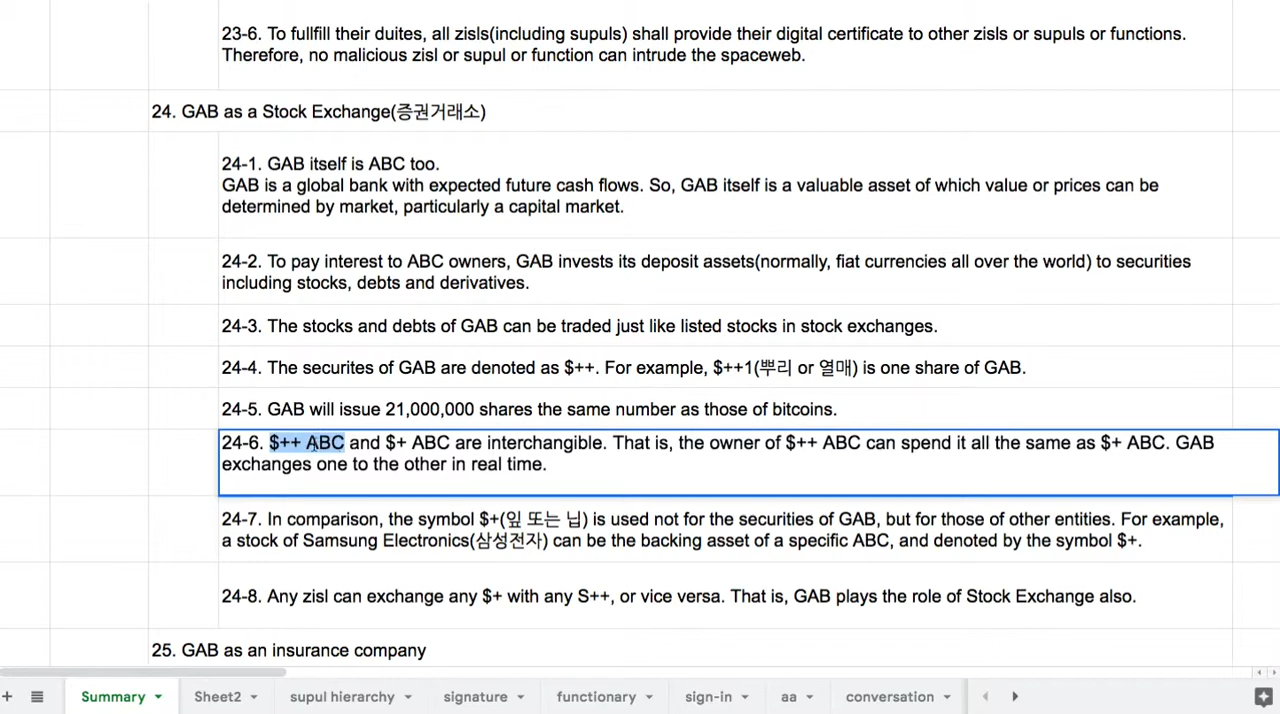 23-6. To fullfill their duites, all zisls(including supuls) shall provide their digital certificate to other zisls or supuls or functions.
Therefore, no malicious zisl or supul or function can intrude the spaceweb.
24. GAB as a Stock Exchange(증권거래소)
24-1. GAB itself is ABC too.
GAB is a global bank with expected future cash flows. So, GAB itself is a valuable asset of which value or prices can be
determined by market, particularly a capital market.
24-2. To pay interest to ABC owners, GAB invests its deposit assets(normally, fiat currencies all over the world) to securities
including stocks, debts and derivatives.
24-3. The stocks and debts of GAB can be traded just like listed stocks in stock exchanges.
24-4. The securites of GAB are denoted as $++. For example, $++1(뿌리 or 열매) is one share of GAB.
24-5. GAB will issue 21,000,000 shares the same number as those of bitcoins.
24-6. $++ ABC and $+ ABC are interchangible. That is, the owner of $++ ABC can spend it all the same as $+ ABC. GAB
exchanges one to the other in real time.
24-7. In comparison, the symbol $+(잎 또는 닙) is used not for the securities of GAB, but for those of other entities. For example,
a stock of Samsung Electronics(삼성전자) can be the backing asset of a specific ABC, and denoted by the symbol $+.
24-8. Any zisl can exchange any $+ with any S++, or vice versa. That is, GAB plays the role of Stock Exchange also.
25. GAB as an insurance company
Summary Sheet2 supul hierarchy signature functionary sign-in aa conversation